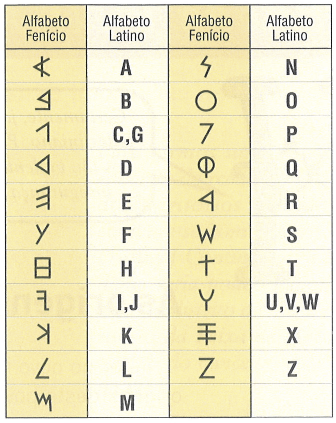 Alfabeto Fenício Alfabeto Latino Alfabeto Fenício Alfabeto Latino
𐤀 A 𐤍 N
𐤁 B 𐤏 O
𐤂 C,G 𐤐 P
𐤃 D 𐤒 Q
𐤄 E 𐤓 R
𐤅 F 𐤔 S
𐤇 H 𐤕 T
𐤉 I,J 𐤅 U,V,W
𐤊 K 𐤎 X
𐤋 L 𐤆 Z
𐤌 M